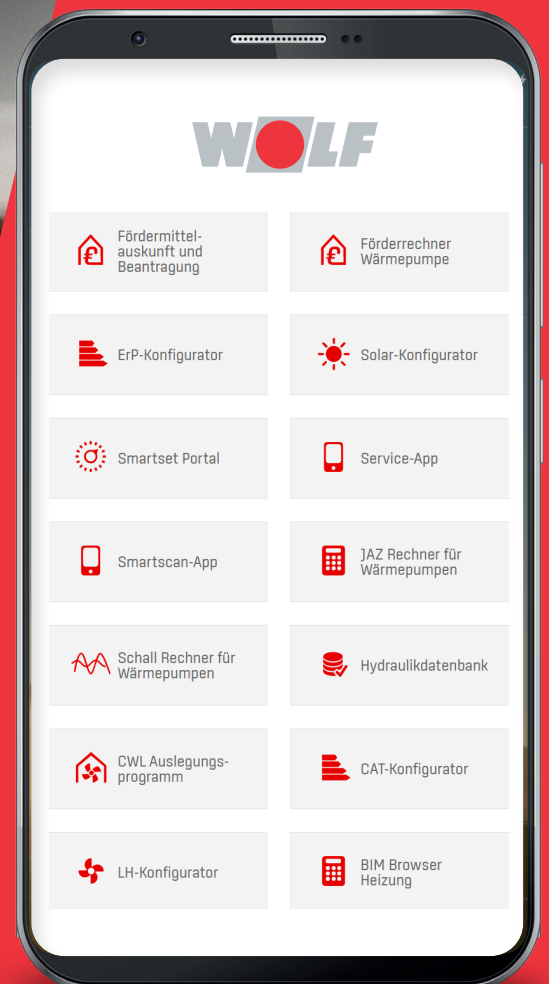 WOLF
Fördermittel-
auskunft und
Beantragung
Förderrechner
Wärmepumpe
ErP-Konfigurator
Solar-Konfigurator
Smartset Portal
Service-App
Smartscan-App
JAZ Rechner für
Wärmepumpen
Schall Rechner für
Wärmepumpen
Hydraulikdatenbank
CWL Auslegungs-
programm
CAT-Konfigurator
LH-Konfigurator
BIM Browser
Heizung